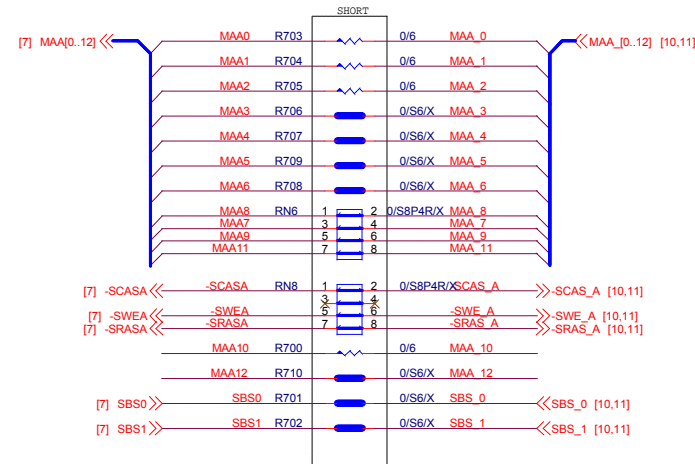 SHORT
[7] MAA[0..12] MAA0 R703 0/6 MAA_0 MAA_[0..12] [10,11]
MAA1 R704 0/6 MAA_1
MAA2 R705 0/6 MAA_2
MAA3 R706 0/S6/X MAA_3
MAA4 R707 0/S6/X MAA_4
MAA5 R709 0/S6/X MAA_5
MAA6 R708 0/S6/X MAA_6
MAA8 RN6 1 2 0/S8P4R/X MAA_8
MAA7 3 4 MAA_7
MAA9 5 6 MAA_9
MAA11 7 8 MAA_11
[7] -SCASA -SCASA RN8 1 2 0/S8P4R/X -SCAS_A -SCAS_A [10,11]
3 4
[7] -SWEA -SWEA 5 6 -SWE_A -SWE_A [10,11]
[7] -SRASA -SRASA 7 8 -SRAS_A -SRAS_A [10,11]
MAA10 R700 0/6 MAA_10
MAA12 R710 0/S6/X MAA_12
[7] SBS0 SBS0 R701 0/S6/X SBS_0 SBS_0 [10,11]
[7] SBS1 SBS1 R702 0/S6/X SBS_1 SBS_1 [10,11]